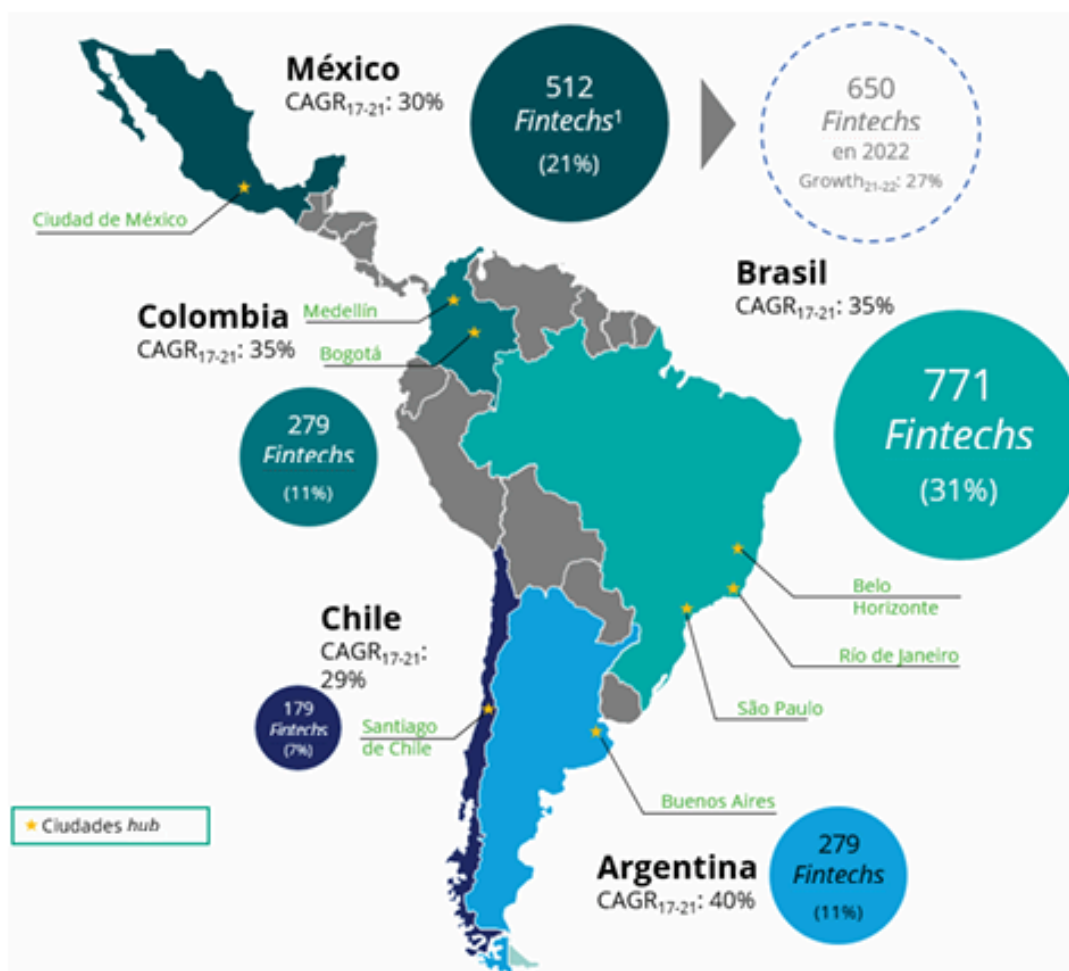 México
CAGR17-21: 30%
512
Fintechs¹
(21%)
650
Fintechs
en 2022
Growth21-22: 27%
Ciudad de México
Brasil
CAGR17-21: 35%
771
Fintechs
(31%)
Colombia
CAGR17-21: 35%
Medellín
Bogotá
279
Fintechs
(11%)
Belo
Horizonte
Río de Janeiro
São Paulo
Chile
CAGR17-21:
29%
179
Fintechs
(7%)
Santiago
de Chile
Buenos Aires
Ciudades hub
Argentina
CAGR17-21: 40%
279
Fintechs
(11%)